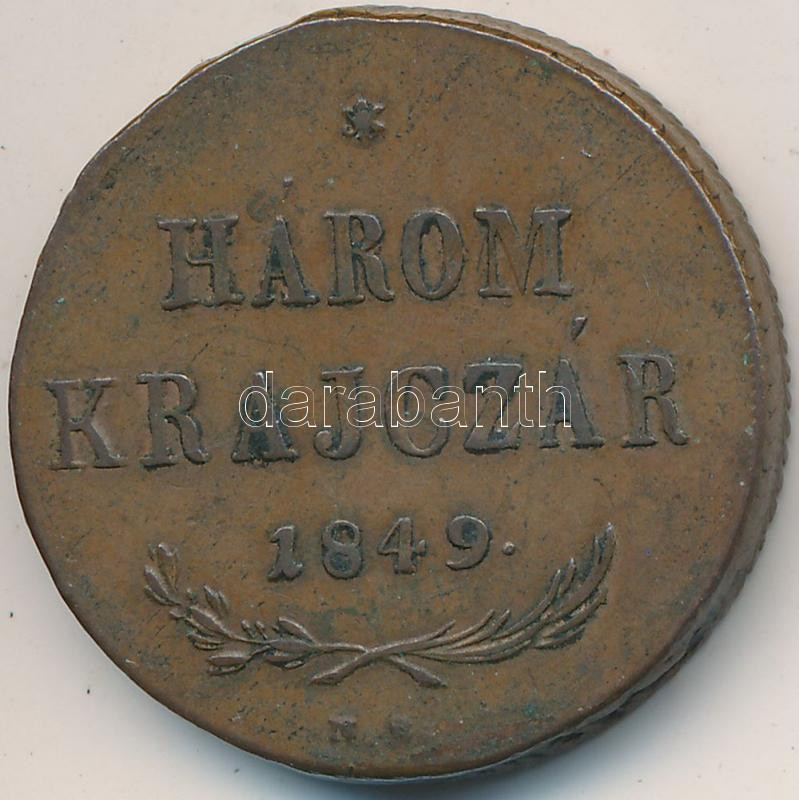 HÁROM
KRAJCZÁR
darabanth
1849.